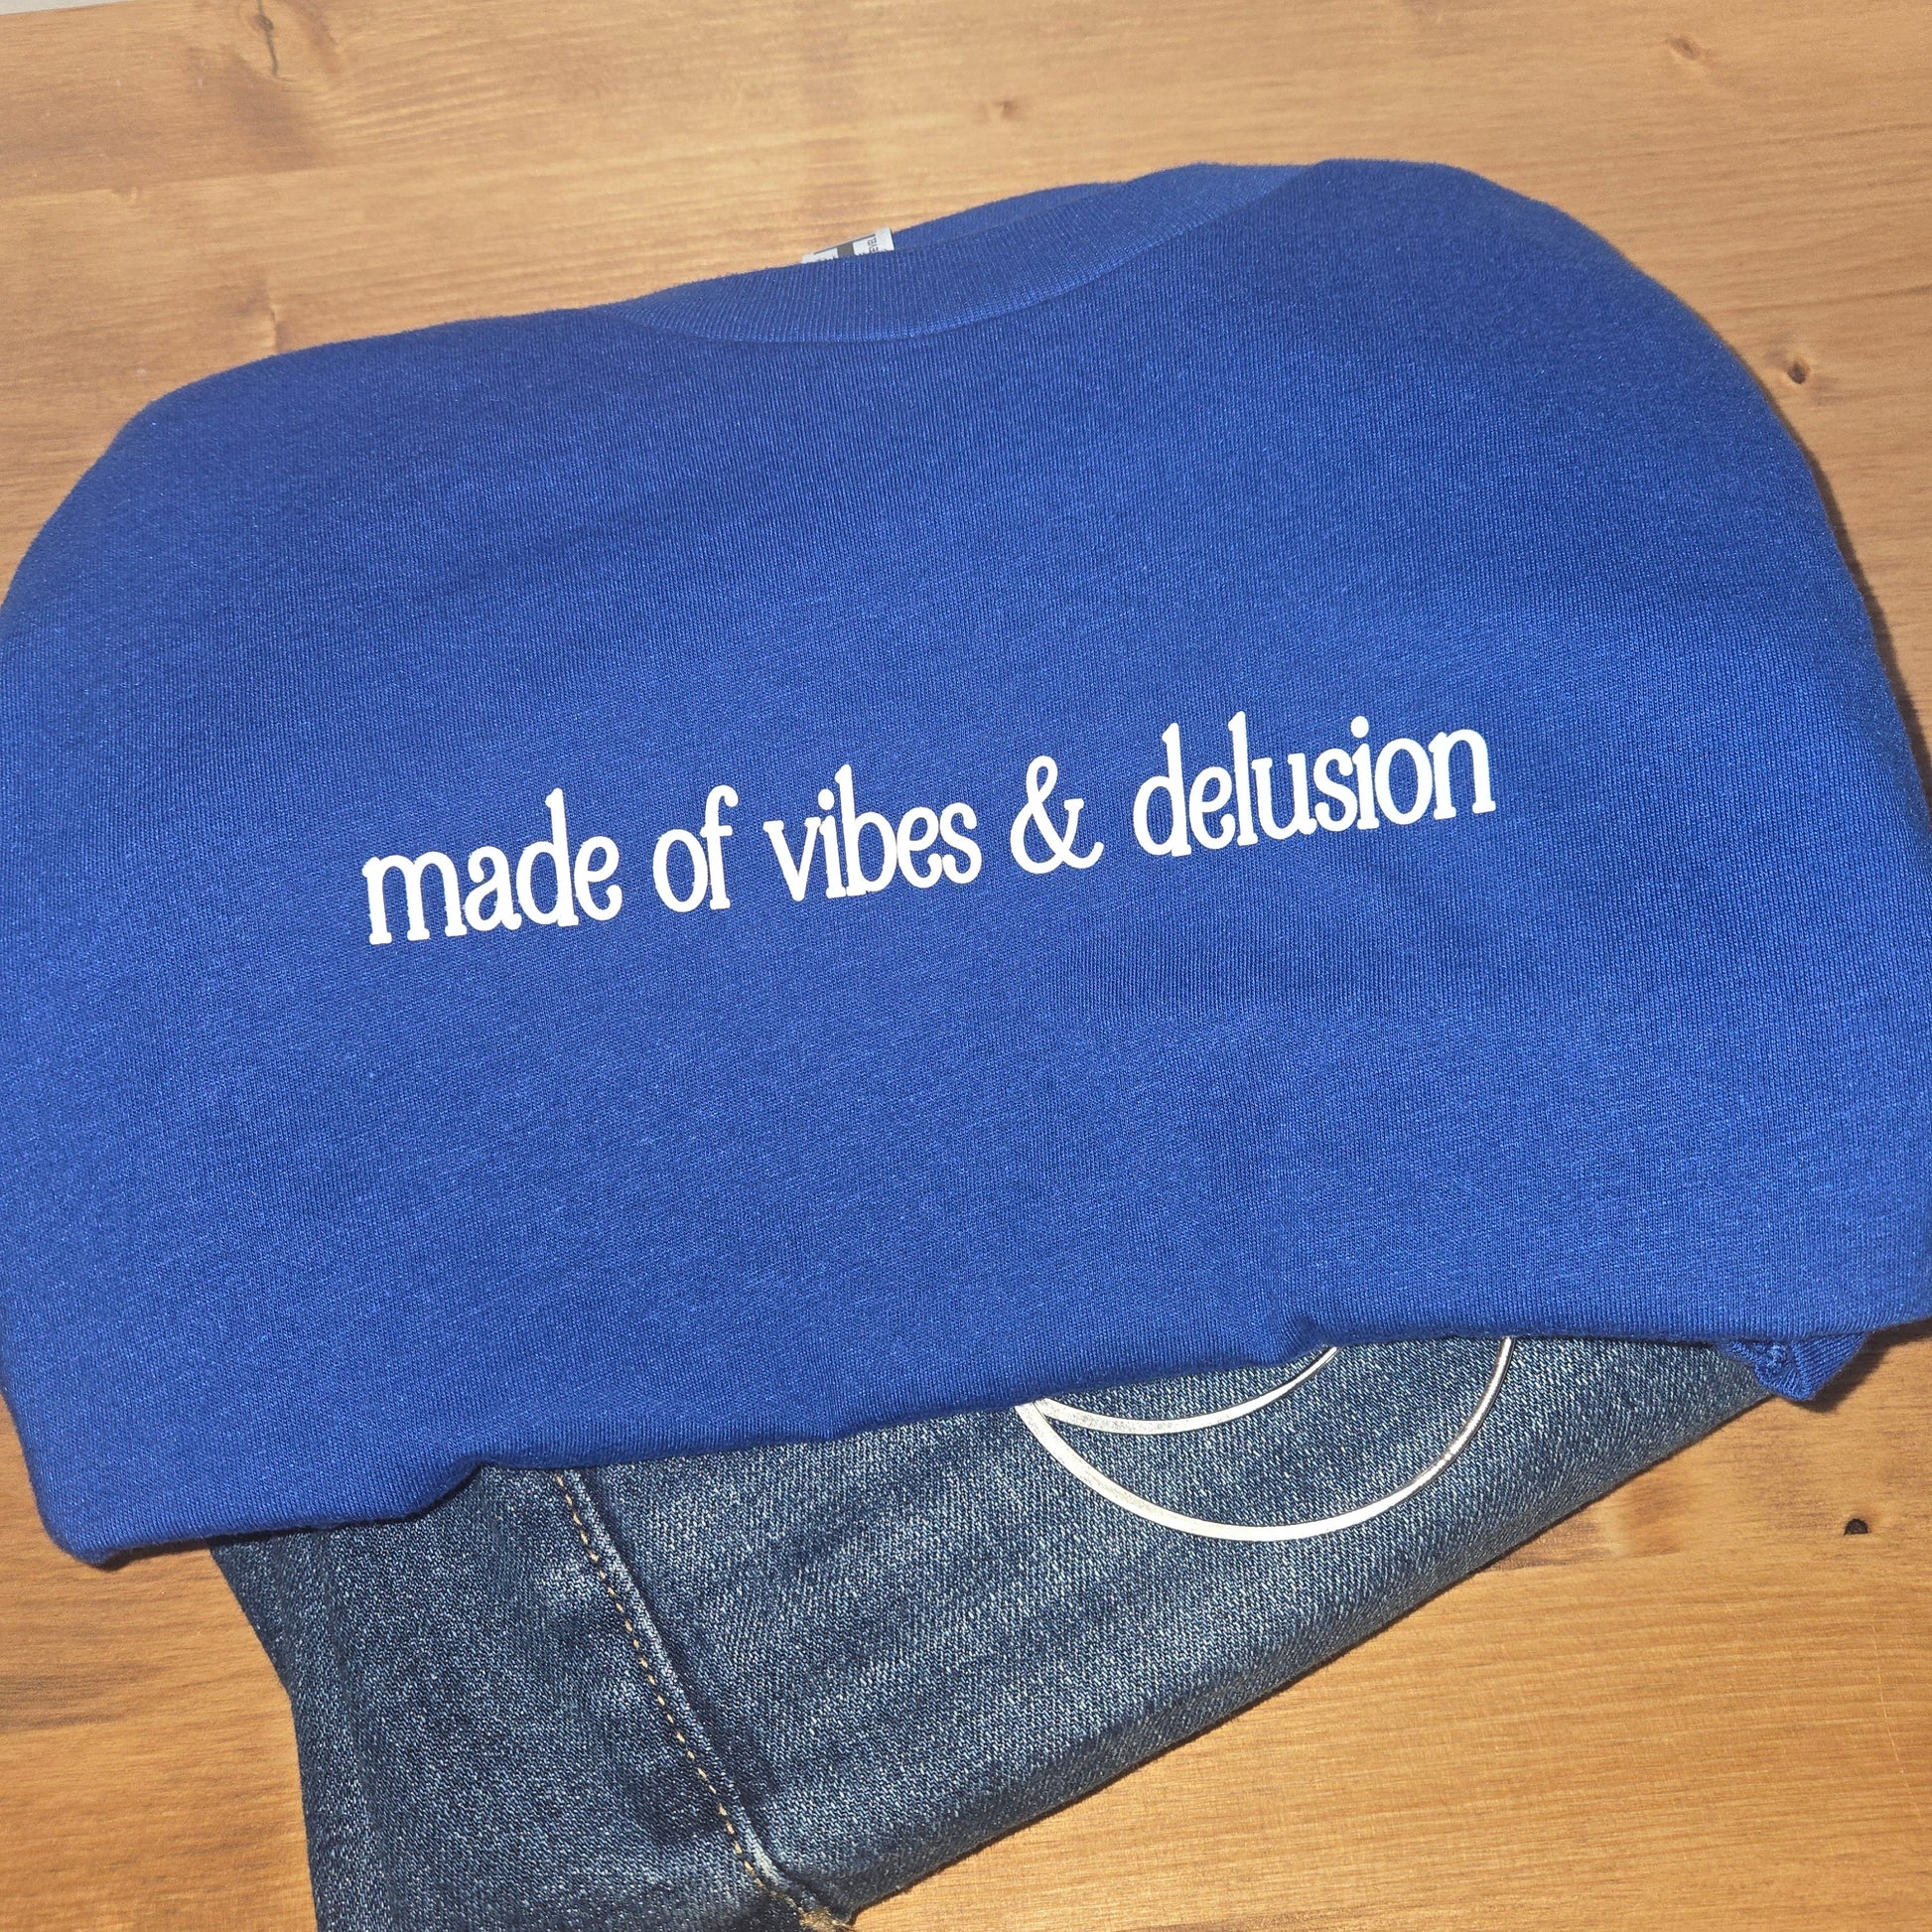 made of vibes & delusion